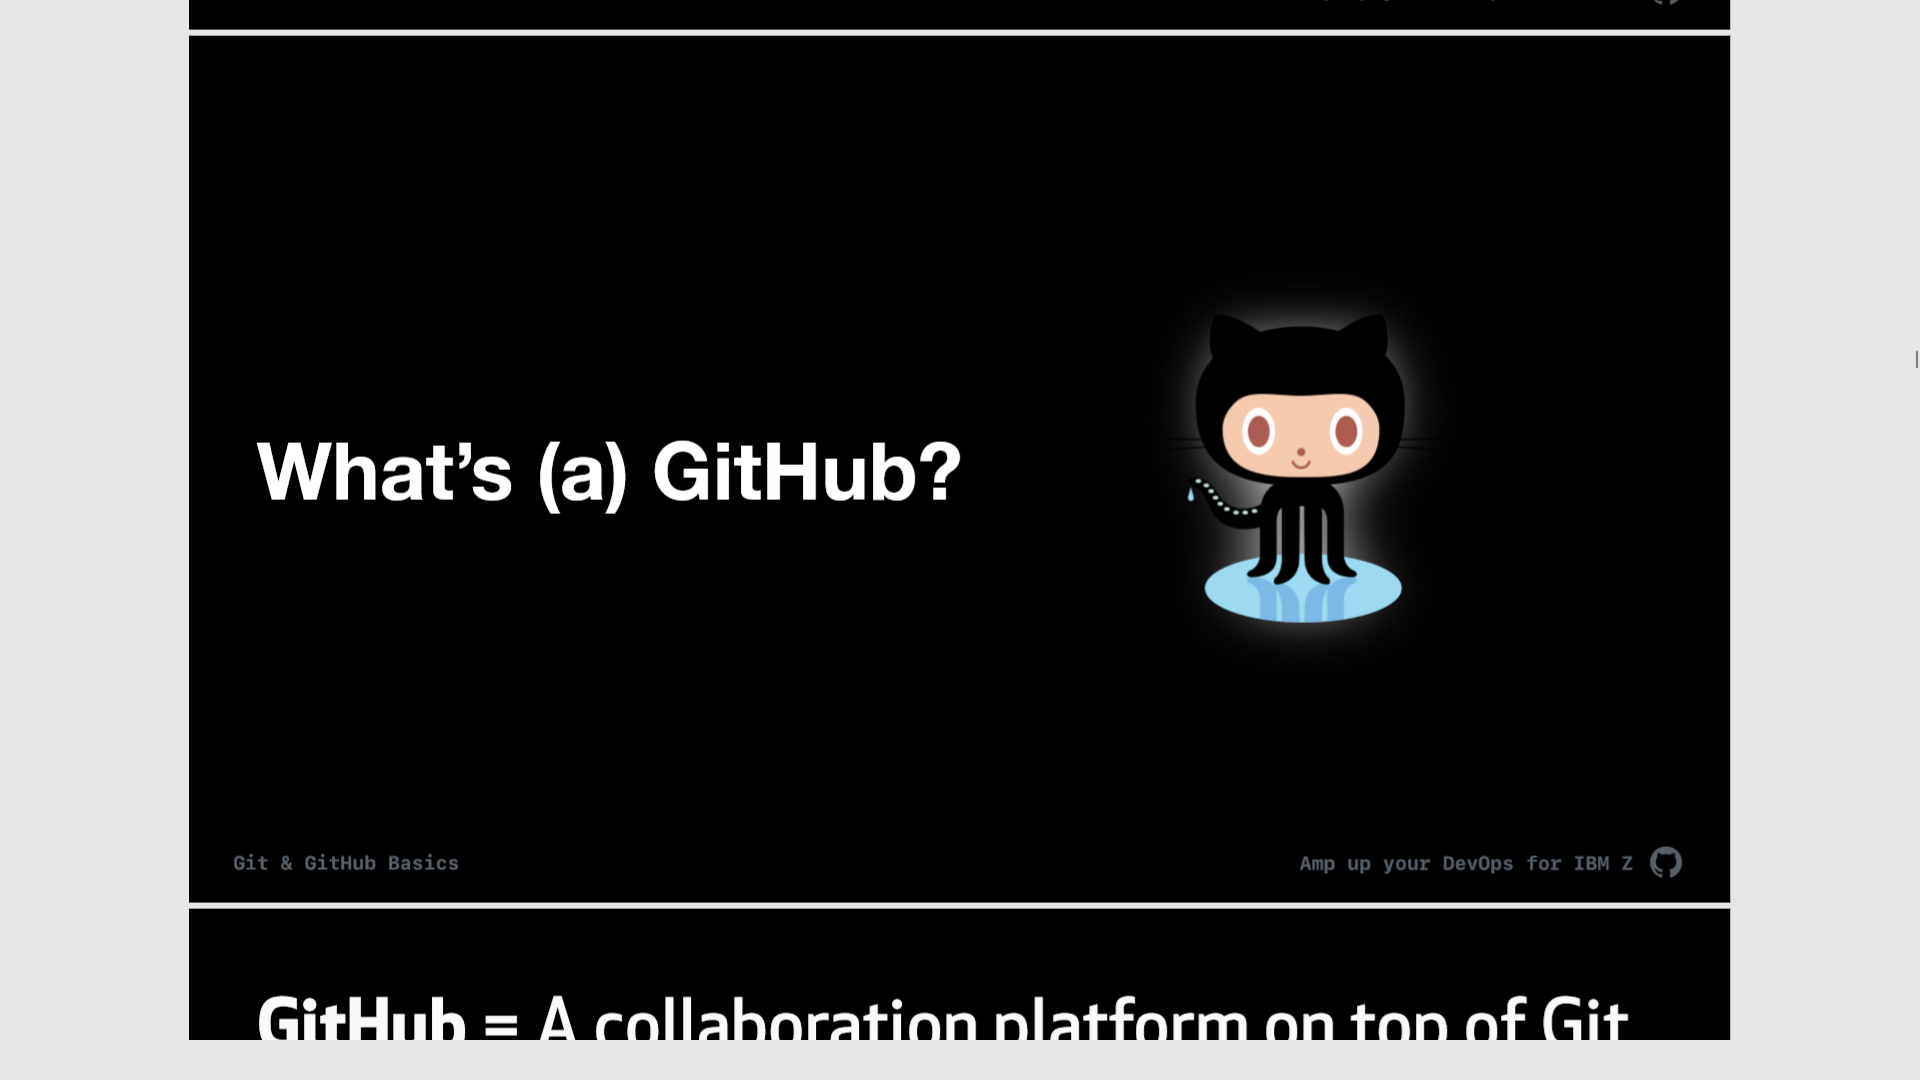 What’s (a) GitHub?
Git & GitHub Basics
Amp up your DevOps for IBM Z
GitHub = A collaboration platform on top of Git